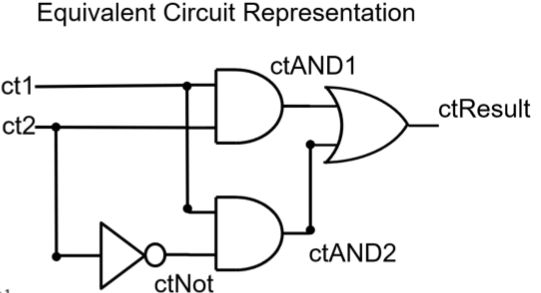 Equivalent Circuit Representation
ctAND1
ct1
ctResult
ct2
ctAND2
ctNot